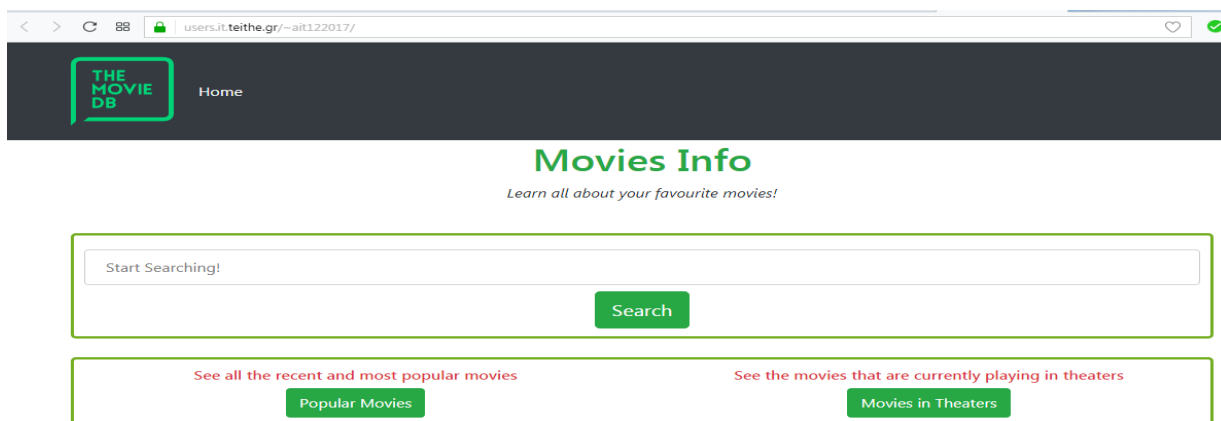 users.it.teithe.gr/~ait122017/
THE
MOVIE
DB
Home
Movies Info
Learn all about your favourite movies!
Start Searching!
Search
See all the recent and most popular movies
See the movies that are currently playing in theaters
Popular Movies
Movies in Theaters